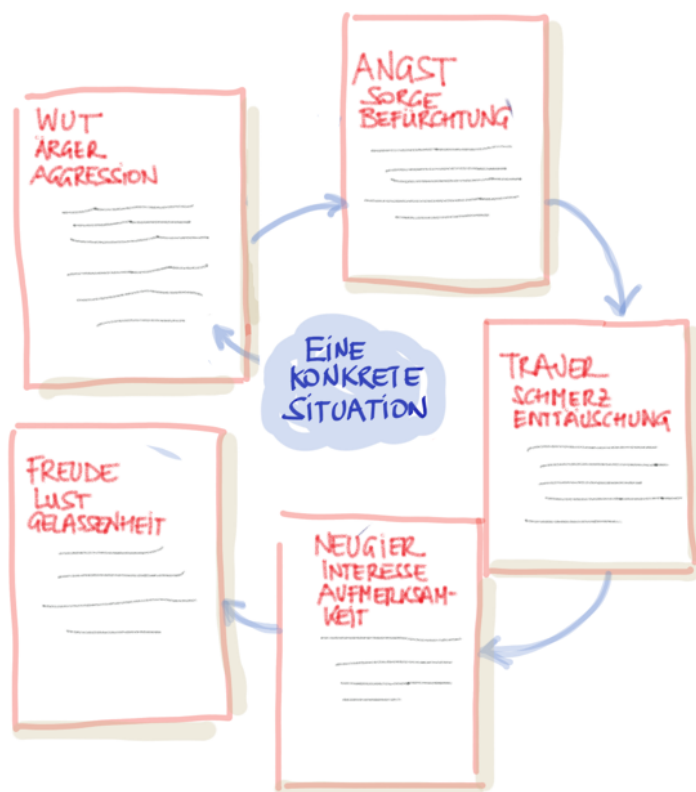 WUT
ÄRGER
AGGRESSION
ANGST
SORGE
BEFÜRCHTUNG
TRAUER
SCHMERZ
ENTTÄUSCHUNG
NEUGIER
INTERESSE
AUFMERKSAM-
KEIT
FREUDE
LUST
GELASSENHEIT
EINE
KONKRETE
SITUATION